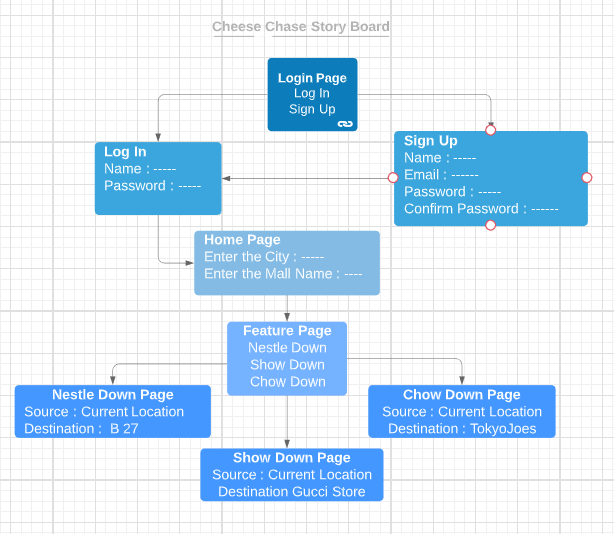 Cheese Chase Story Board
Login Page
Log In
Sign Up
Log In
Name : -----
Password : -----
Sign Up
Name : -----
Email : ------
Password : -----
Confirm Password : ------
Home Page
Enter the City : -----
Enter the Mall Name : ----
Feature Page
Nestle Down
Show Down
Chow Down
Nestle Down Page
Source : Current Location
Destination :  B 27
Chow Down Page
Source : Current Location
Destination : TokyoJoes
Show Down Page
Source : Current Location
Destination Gucci Store